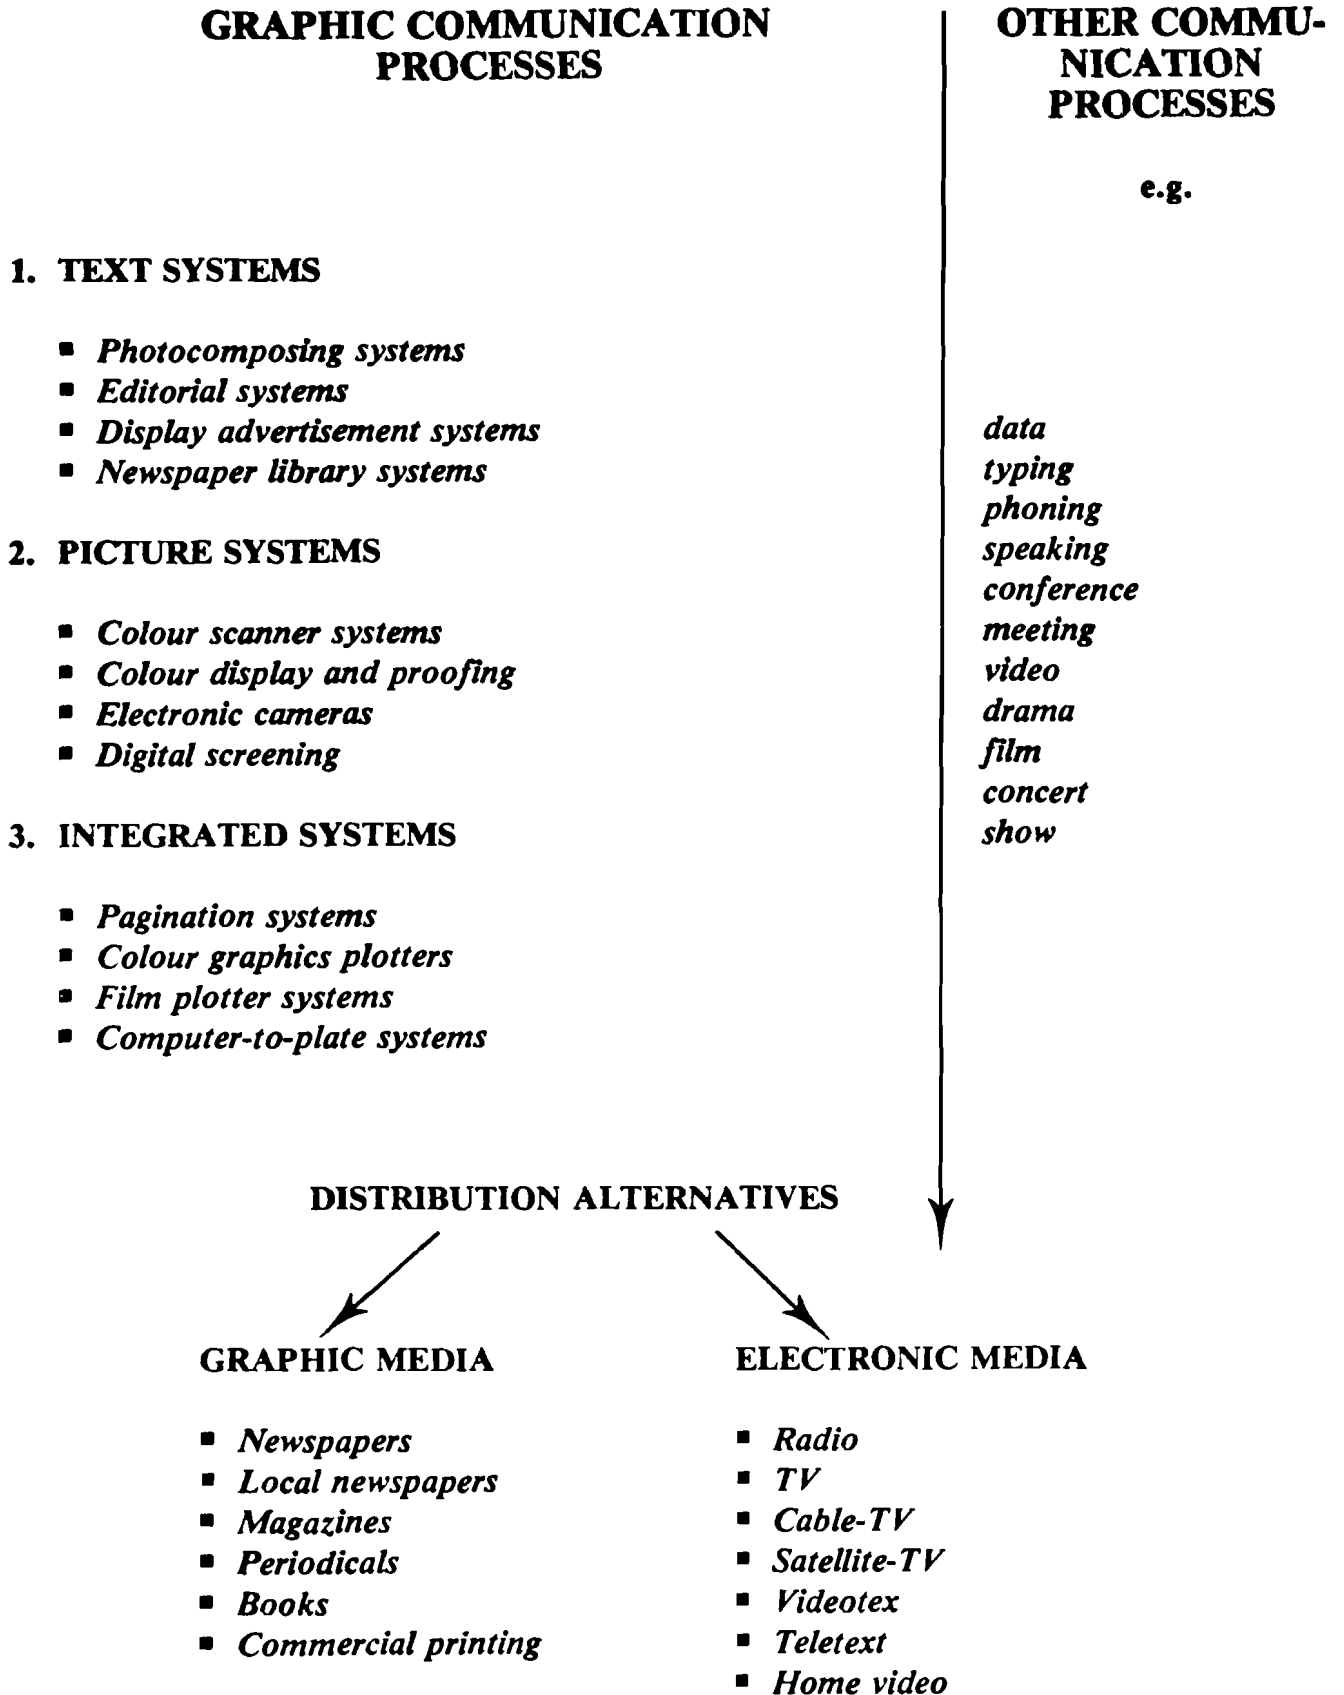 GRAPHIC COMMUNICATION
PROCESSES
OTHER COMMU-
NICATION
PROCESSES
e.g.
1. TEXT SYSTEMS
▪ Photocomposing systems
▪ Editorial systems
▪ Display advertisement systems
▪ Newspaper library systems
2. PICTURE SYSTEMS
▪ Colour scanner systems
▪ Colour display and proofing
▪ Electronic cameras
▪ Digital screening
3. INTEGRATED SYSTEMS
▪ Pagination systems
▪ Colour graphics plotters
▪ Film plotter systems
▪ Computer-to-plate systems
data
typing
phoning
speaking
conference
meeting
video
drama
film
concert
show
DISTRIBUTION ALTERNATIVES
GRAPHIC MEDIA
▪ Newspapers
▪ Local newspapers
▪ Magazines
▪ Periodicals
▪ Books
▪ Commercial printing
ELECTRONIC MEDIA
▪ Radio
▪ TV
▪ Cable-TV
▪ Satellite-TV
▪ Videotex
▪ Teletext
▪ Home video